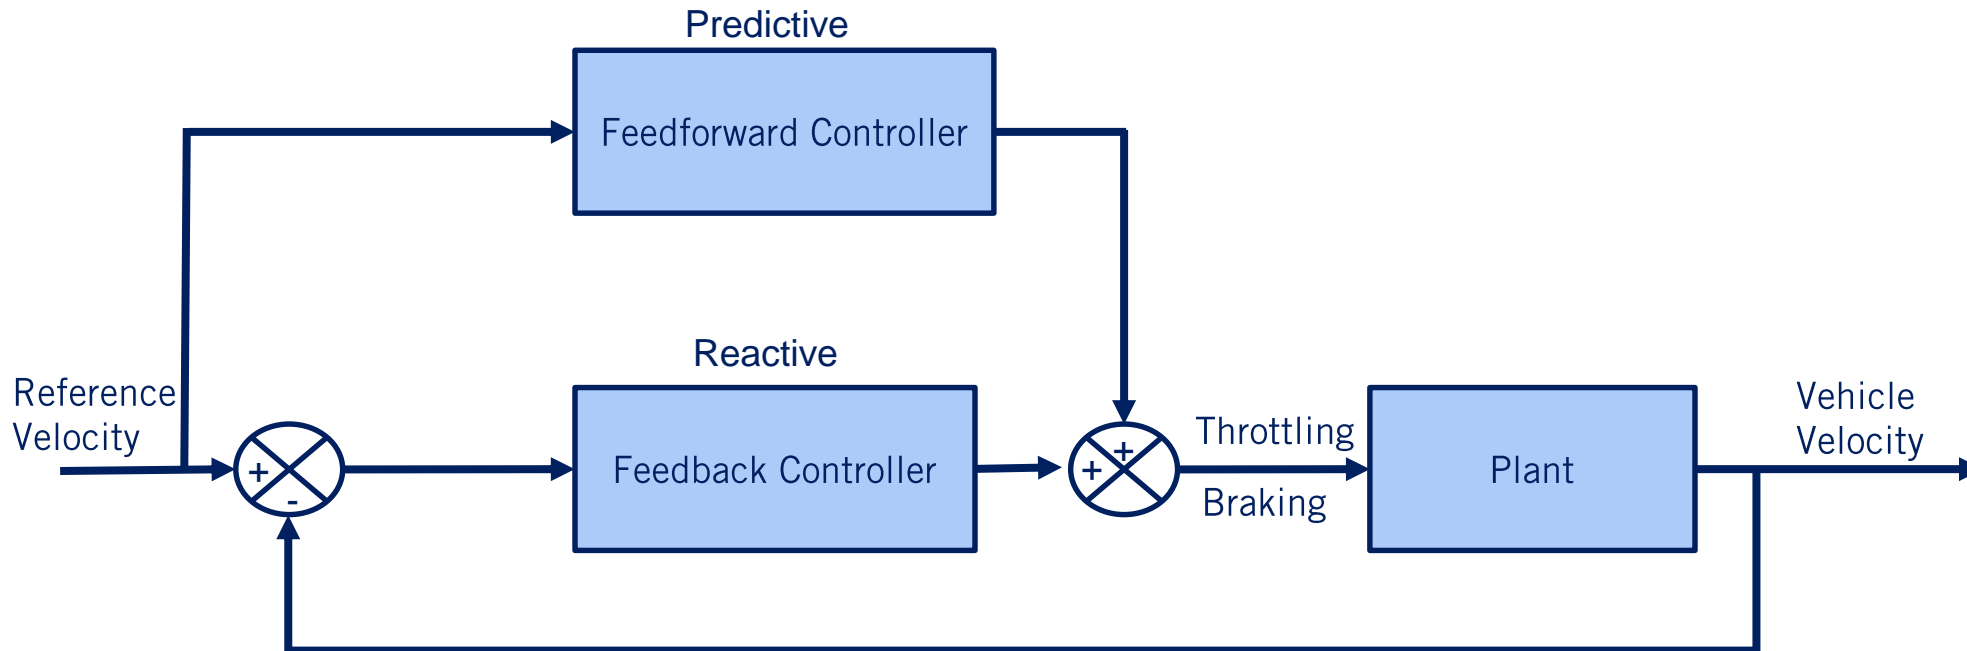 Predictive
Feedforward Controller
Reactive
Reference
Velocity
+
-
Feedback Controller
+
+
Throttling
Braking
Plant
Vehicle
Velocity